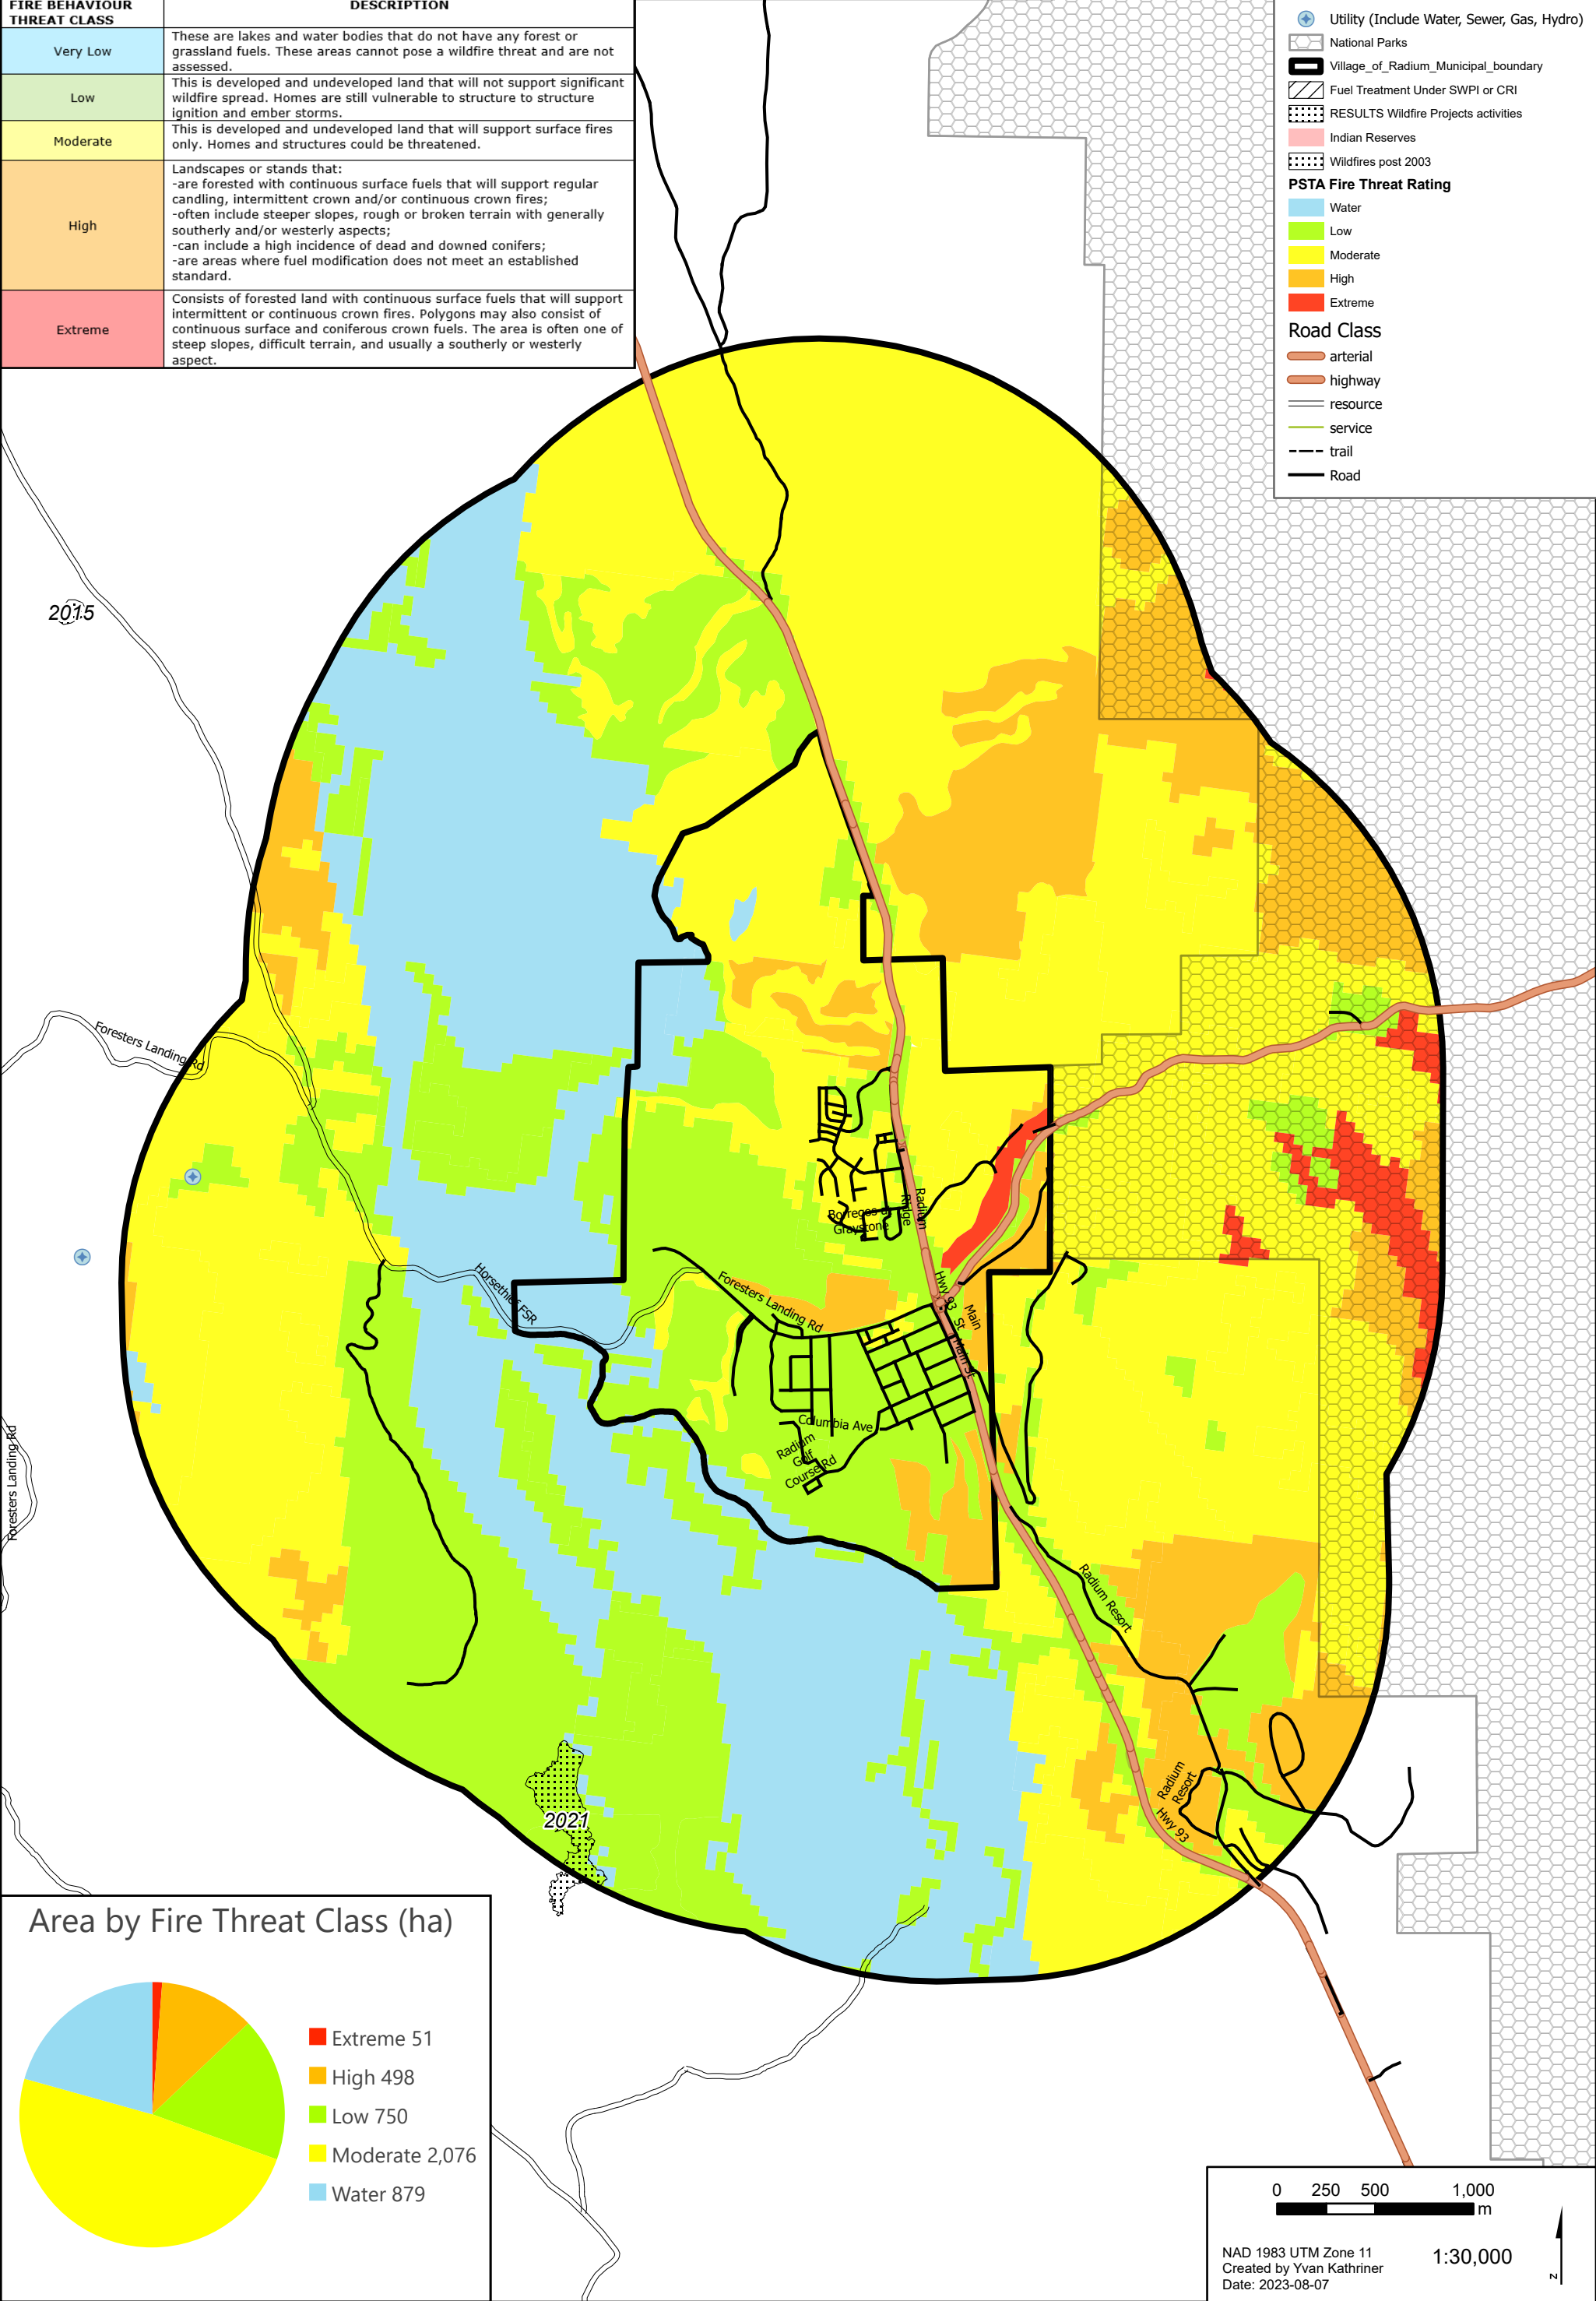 FIRE BEHAVIOUR
THREAT CLASS
DESCRIPTION
Very Low
These are lakes and water bodies that do not have any forest or
grassland fuels. These areas cannot pose a wildfire threat and are not
assessed.
Low
This is developed and undeveloped land that will not support significant
wildfire spread. Homes are still vulnerable to structure to structure
ignition and ember storms.
Moderate
This is developed and undeveloped land that will support surface fires
only. Homes and structures could be threatened.
High
Landscapes or stands that:
-are forested with continuous surface fuels that will support regular
candling, intermittent crown and/or continuous crown fires;
-often include steeper slopes, rough or broken terrain with generally
southerly and/or westerly aspects;
-can include a high incidence of dead and downed conifers;
-are areas where fuel modification does not meet an established
standard.
Extreme
Consists of forested land with continuous surface fuels that will support
intermittent or continuous crown fires. Polygons may also consist of
continuous surface and coniferous crown fuels. The area is often one of
steep slopes, difficult terrain, and usually a southerly or westerly
aspect.
Utility (Include Water, Sewer, Gas, Hydro)
National Parks
Village_of_Radium_Municipal_boundary
Fuel Treatment Under SWPI or CRI
RESULTS Wildfire Projects activities
Indian Reserves
Wildfires post 2003
PSTA Fire Threat Rating
Water
Low
Moderate
High
Extreme
Road Class
arterial
highway
resource
service
trail
Road
2015
Foresters Landing Rd
Radium
Ridge
Borregos at
Graystone
Horsethief FSR
Foresters Landing Rd
Hwy 93
Main
St
Main St
Columbia Ave
Radium
Golf
Course Rd
Foresters Landing Rd
Radium Resort
Radium
Resort
Hwy 93
2021
Area by Fire Threat Class (ha)
Extreme 51
High 498
Low 750
Moderate 2,076
Water 879
0 250 500 1,000
m
NAD 1983 UTM Zone 11
Created by Yvan Kathriner
Date: 2023-08-07
1:30,000
N